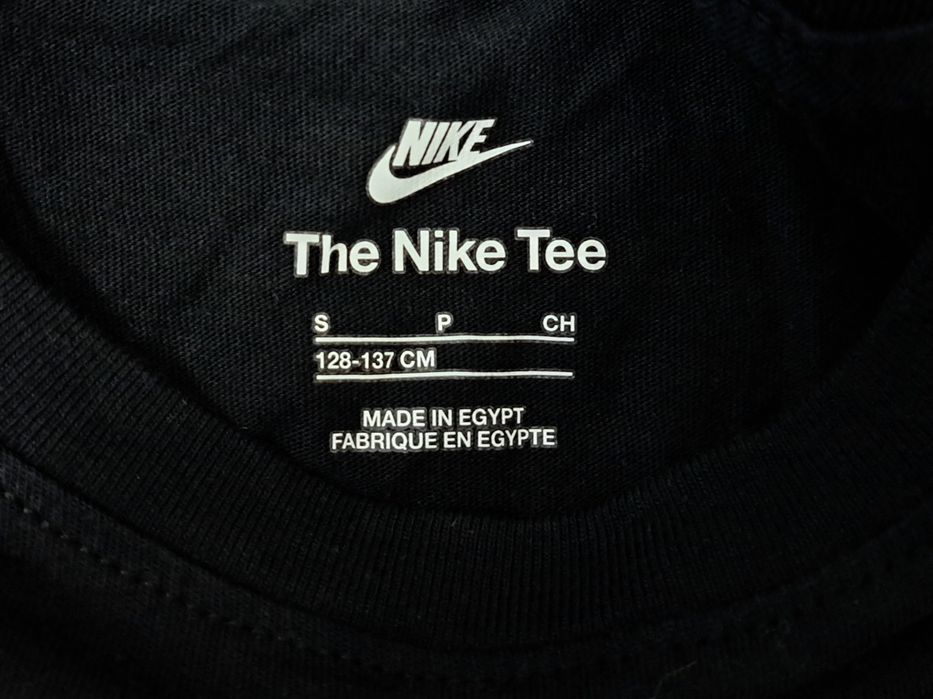 NIKE
The Nike Tee
S P CH
128-137 CM
MADE IN EGYPT
FABRIQUE EN EGYPTE